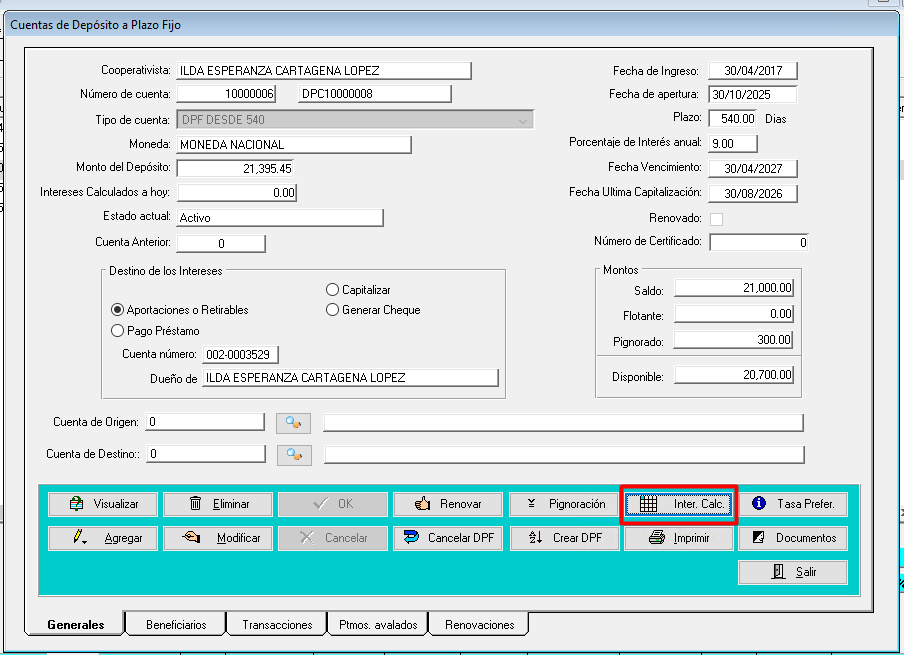 Cuentas de Depósito a Plazo Fijo
Cooperativista: ILDA ESPERANZA CARTAGENA LOPEZ
Fecha de Ingreso: 30/04/2017
Número de cuenta: 10000006 DPC10000008
Fecha de apertura: 30/10/2025
Tipo de cuenta: DPF DESDE 540
Plazo: 540.00 Dias
Moneda: MONEDA NACIONAL
Porcentaje de Interés anual: 9.00
Monto del Depósito: 21,395.45
Fecha Vencimiento: 30/04/2027
Intereses Calculados a hoy: 0.00
Fecha Ultima Capitalización: 30/08/2026
Estado actual: Activo
Renovado:
Cuenta Anterior: 0
Número de Certificado: 0
Destino de los Intereses
Capitalizar
Aportaciones o Retirables
Generar Cheque
Pago Préstamo
Cuenta número: 002-0003529
Dueño de ILDA ESPERANZA CARTAGENA LOPEZ
Montos
Saldo: 21,000.00
Flotante: 0.00
Pignorado: 300.00
Disponible: 20,700.00
Cuenta de Origen: 0
Cuenta de Destino:: 0
Visualizar Eliminar OK Renovar Pignoración Inter. Calc. Tasa Prefer.
Agregar Modificar Cancelar Cancelar DPF Crear DPF Imprimir Documentos
Salir
Generales Beneficiarios Transacciones Ptmos. avalados Renovaciones